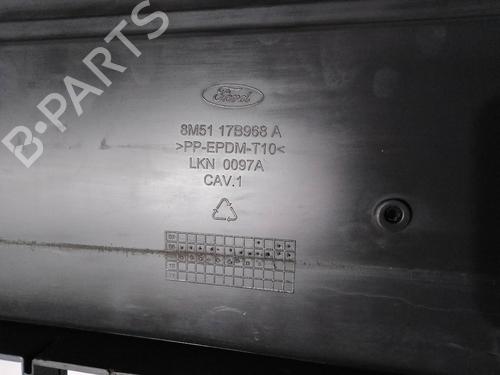 B-PARTS
Ford
8M51 17B968 A
>PP-EPDM-T10<
LKN 0097A
CAV.1